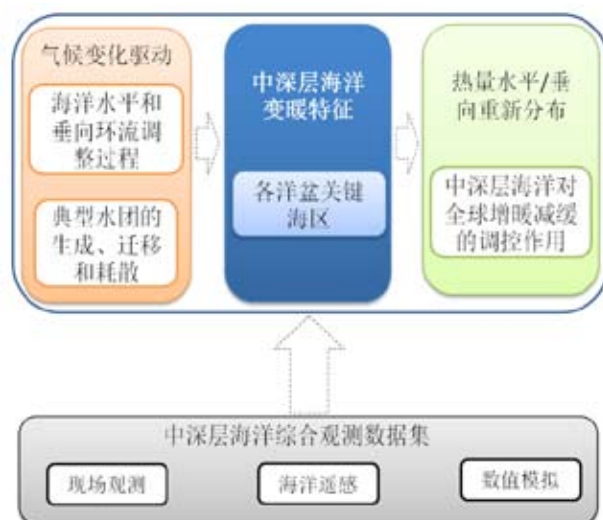 气候变化驱动
海洋水平和
垂向环流调
整过程
典型水团的
生成、迁移
和耗散
中深层海洋
变暖特征
各洋盆关键
海区
热量水平/垂
向重新分布
中深层海洋对
全球增暖减缓
的调控作用
中深层海洋综合观测数据集
现场观测
海洋遥感
数值模拟